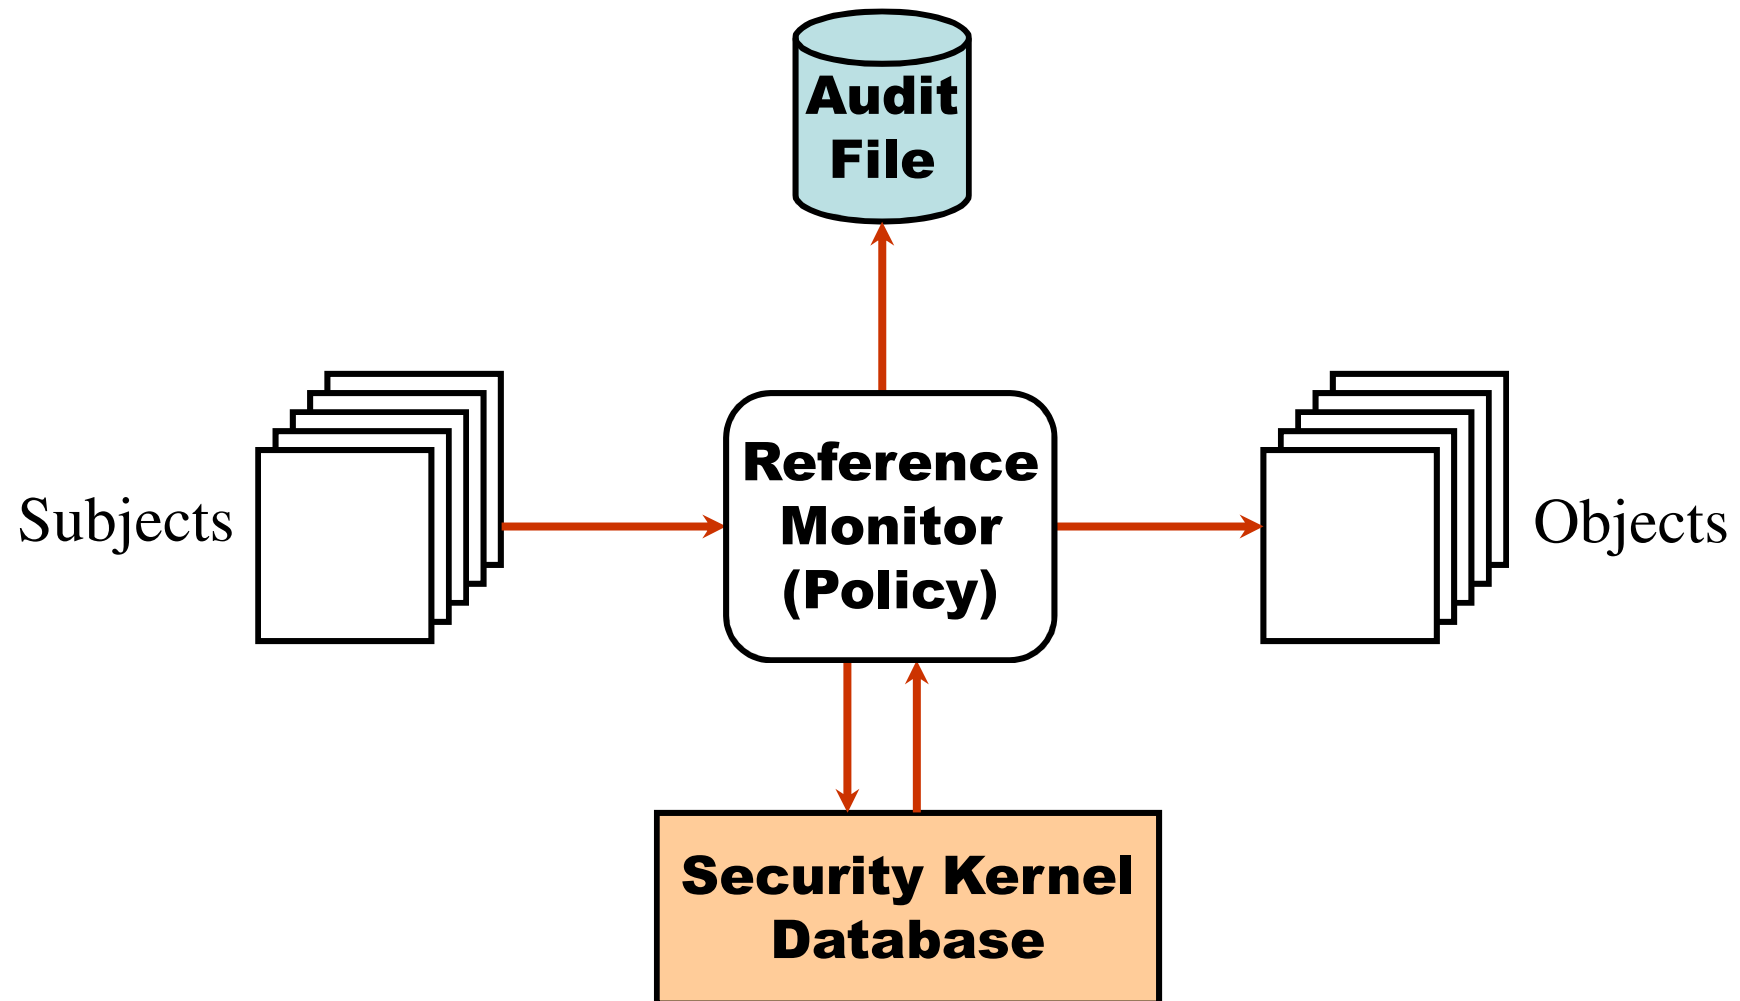 Audit
File
Subjects
Reference
Monitor
(Policy)
Objects
Security Kernel
Database